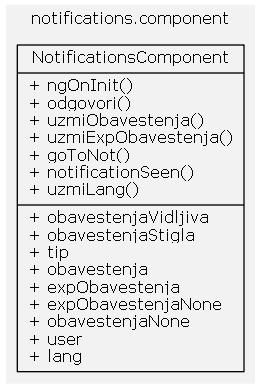 notifications.component
NotificationsComponent
+ ngOnInit()
+ odgovori()
+ uzmiObavestenja()
+ uzmiExpObavestenja()
+ goToNot()
+ notificationSeen()
+ uzmiLang()
+ obavestenjaVidljiva
+ obavestenjaStigla
+ tip
+ obavestenja
+ expObavestenja
+ expObavestenjaNone
+ obavestenjaNone
+ user
+ lang